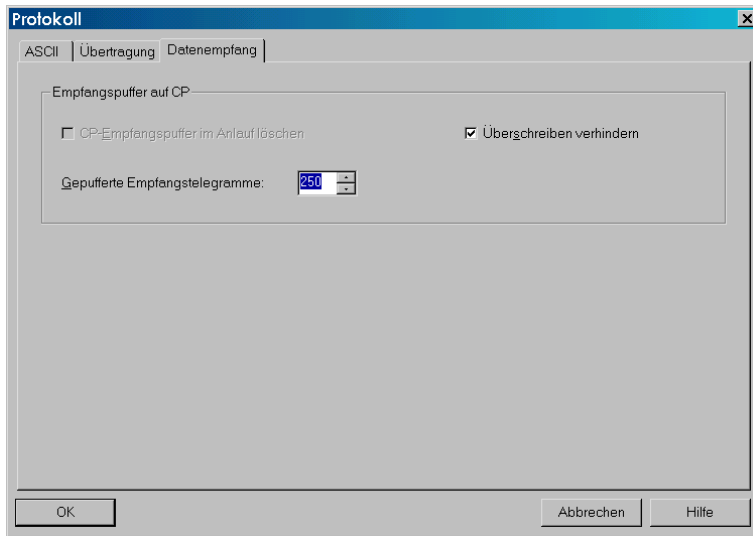 Protokoll
ASCII Übertragung Datenempfang
Empfangspuffer auf CP
CP-Empfangspuffer im Anlauf löschen Überschreiben verhindern
Gepufferte Empfangstelegramme: 250
OK Abbrechen Hilfe